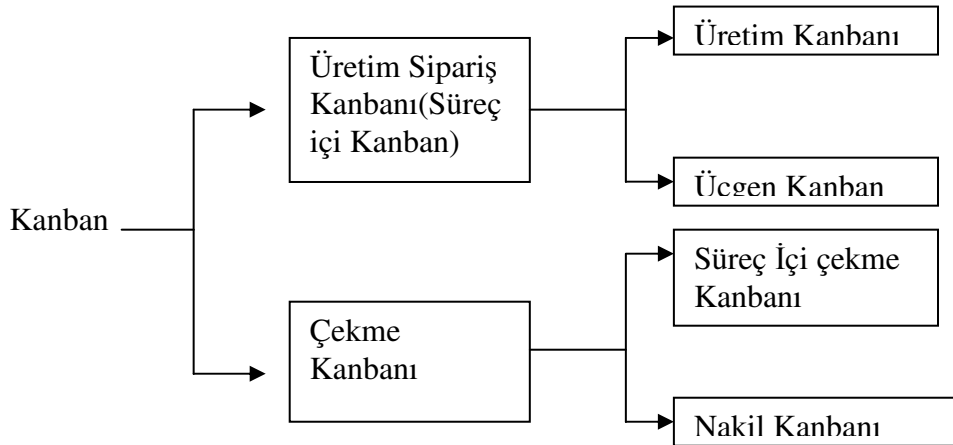 Kanban
Üretim Sipariş
Kanbanı(Süreç
içi Kanban)
Üretim Kanbanı
Üçgen Kanban
Çekme
Kanbanı
Süreç İçi çekme
Kanbanı
Nakil Kanbanı